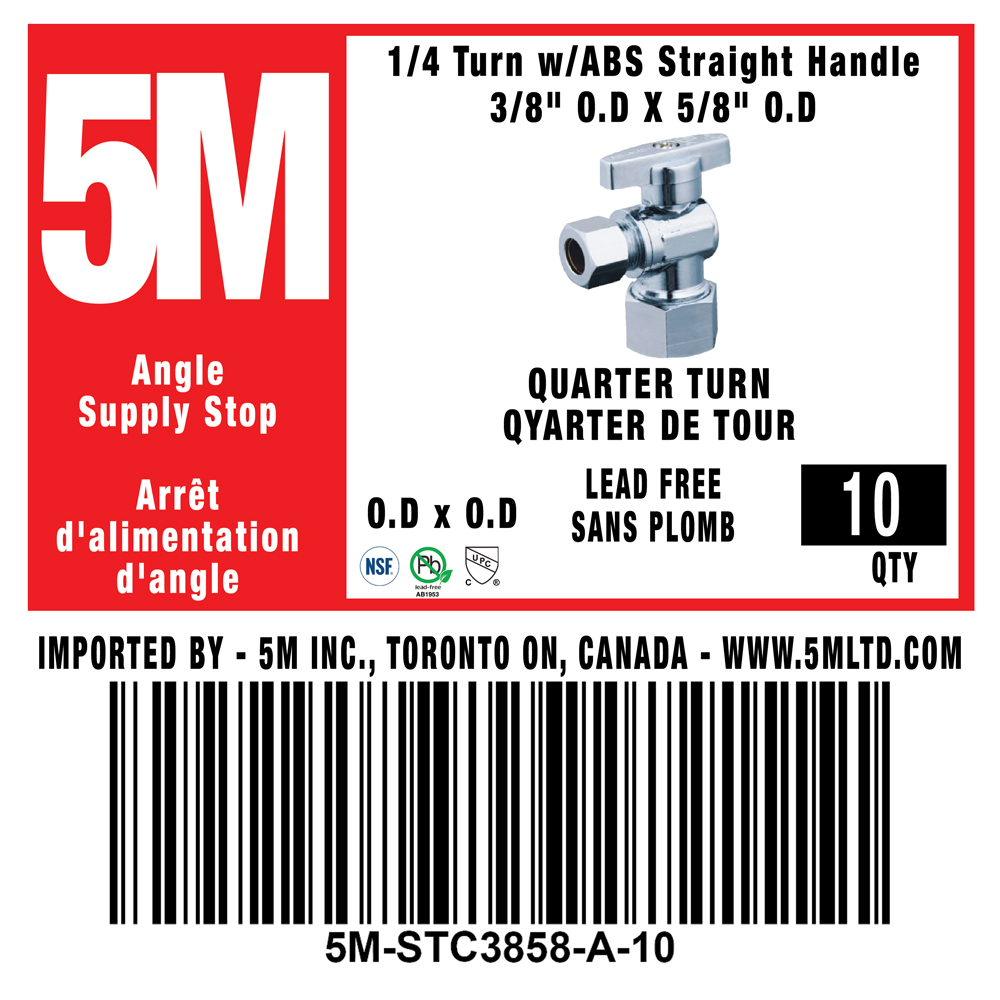 5M
Angle
Supply Stop
Arrêt
d'alimentation
d'angle
1/4 Turn w/ABS Straight Handle
3/8" O.D X 5/8" O.D
QUARTER TURN
QYARTER DE TOUR
O.D x O.D
LEAD FREE
SANS PLOMB
10
QTY
NSF
Pb
lead-free
AB1953
UPC
C ®
IMPORTED BY - 5M INC., TORONTO ON, CANADA - WWW.5MLTD.COM
5M-STC3858-A-10